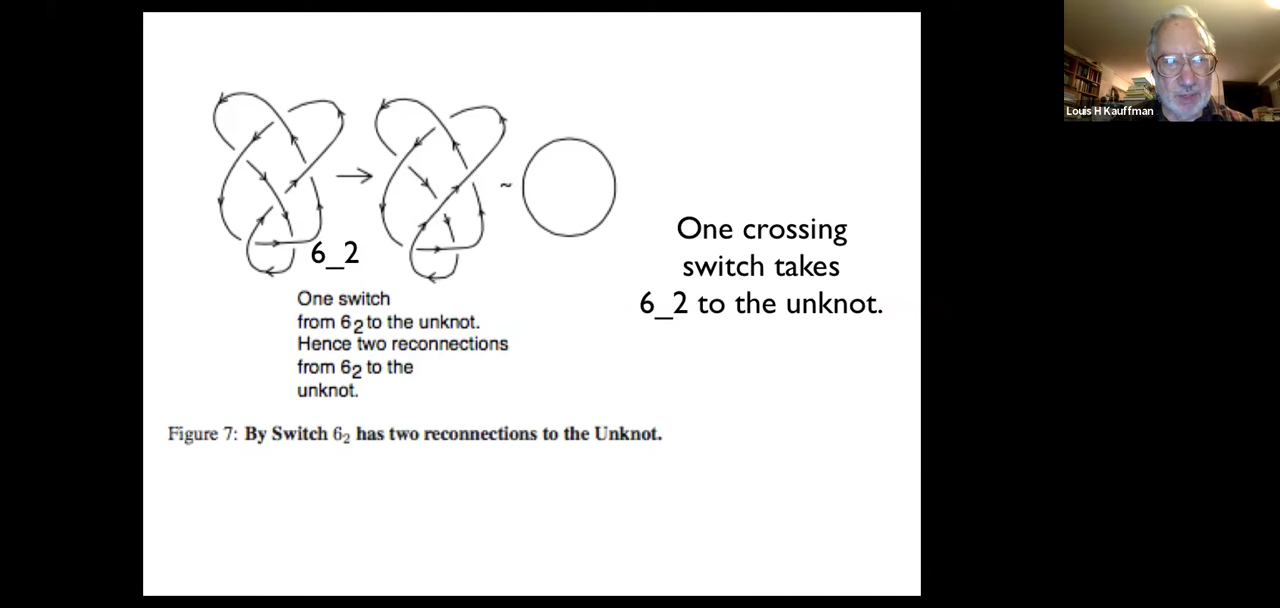 6_2
One switch
from 6₂ to the unknot.
Hence two reconnections
from 6₂ to the
unknot.
~
One crossing
switch takes
6_2 to the unknot.
Figure 7: By Switch 6₂ has two reconnections to the Unknot.
Louis H Kauffman